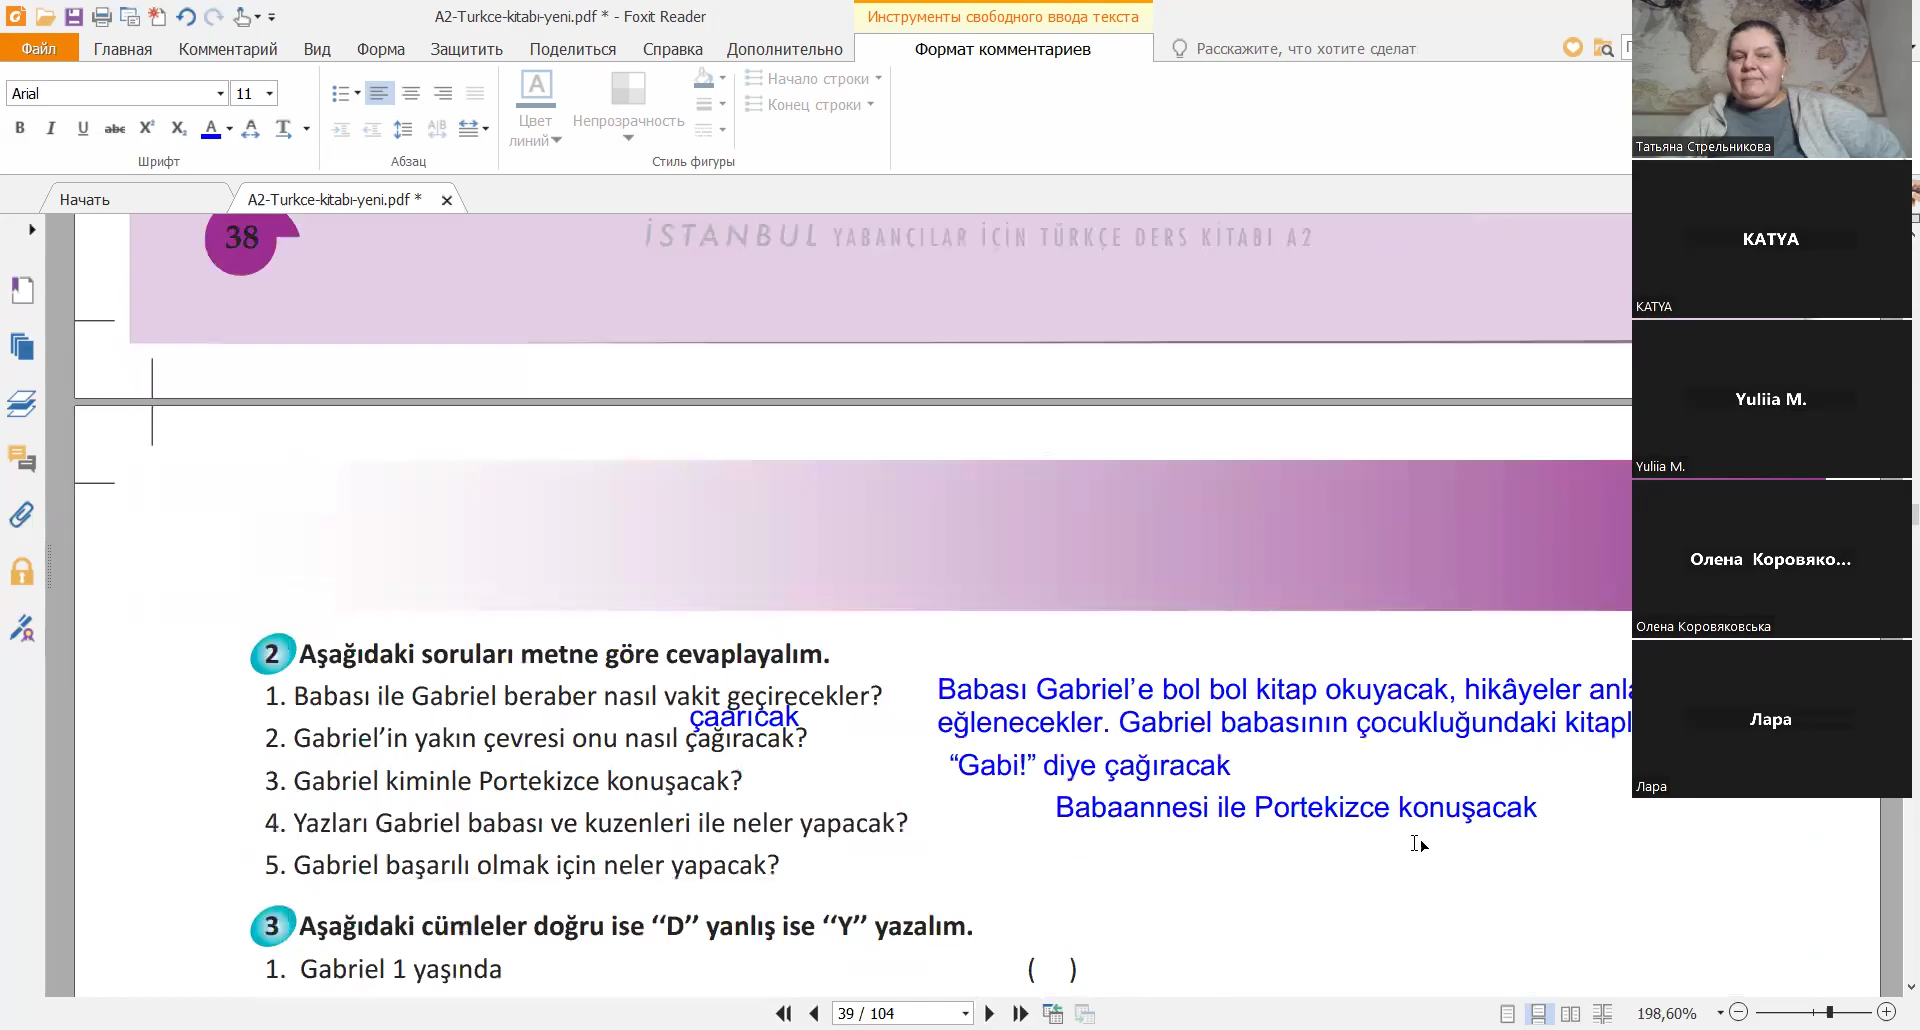 A2-Turkce-kitabı-yeni.pdf * - Foxit Reader
Инструменты свободного ввода текста
Файл Главная Комментарий Вид Форма Защитить Поделиться Справка Дополнительно Формат комментариев Расскажите, что хотите сделат
Arial 11
Цвет линий
Непрозрачность
Начало строки
Конец строки
Шрифт Абзац Стиль фигуры
Начать A2-Turkce-kitabı-yeni.pdf *
38 İSTANBUL YABANCILAR İÇİN TÜRKÇE DERS KİTABI A2
2 Aşağıdaki soruları metne göre cevaplayalım.
1. Babası ile Gabriel beraber nasıl vakit geçirecekler?
Babası Gabriel’e bol bol kitap okuyacak, hikâyeler anla
çaarıcak
eğlenecekler. Gabriel babasının çocukluğundaki kitapl
2. Gabriel’in yakın çevresi onu nasıl çağıracak?
“Gabi!” diye çağıracak
3. Gabriel kiminle Portekizce konuşacak?
Babaannesi ile Portekizce konuşacak
4. Yazları Gabriel babası ve kuzenleri ile neler yapacak?
5. Gabriel başarılı olmak için neler yapacak?
3 Aşağıdaki cümleler doğru ise ‘‘D’’ yanlış ise ‘‘Y’’ yazalım.
1. Gabriel 1 yaşında ( )
39 / 104
198,60%
Татьяна Стрельникова
KATYA
KATYA
Yuliia M.
Yuliia M.
Олена Коровяко...
Олена Коровяковська
Лара
Лара